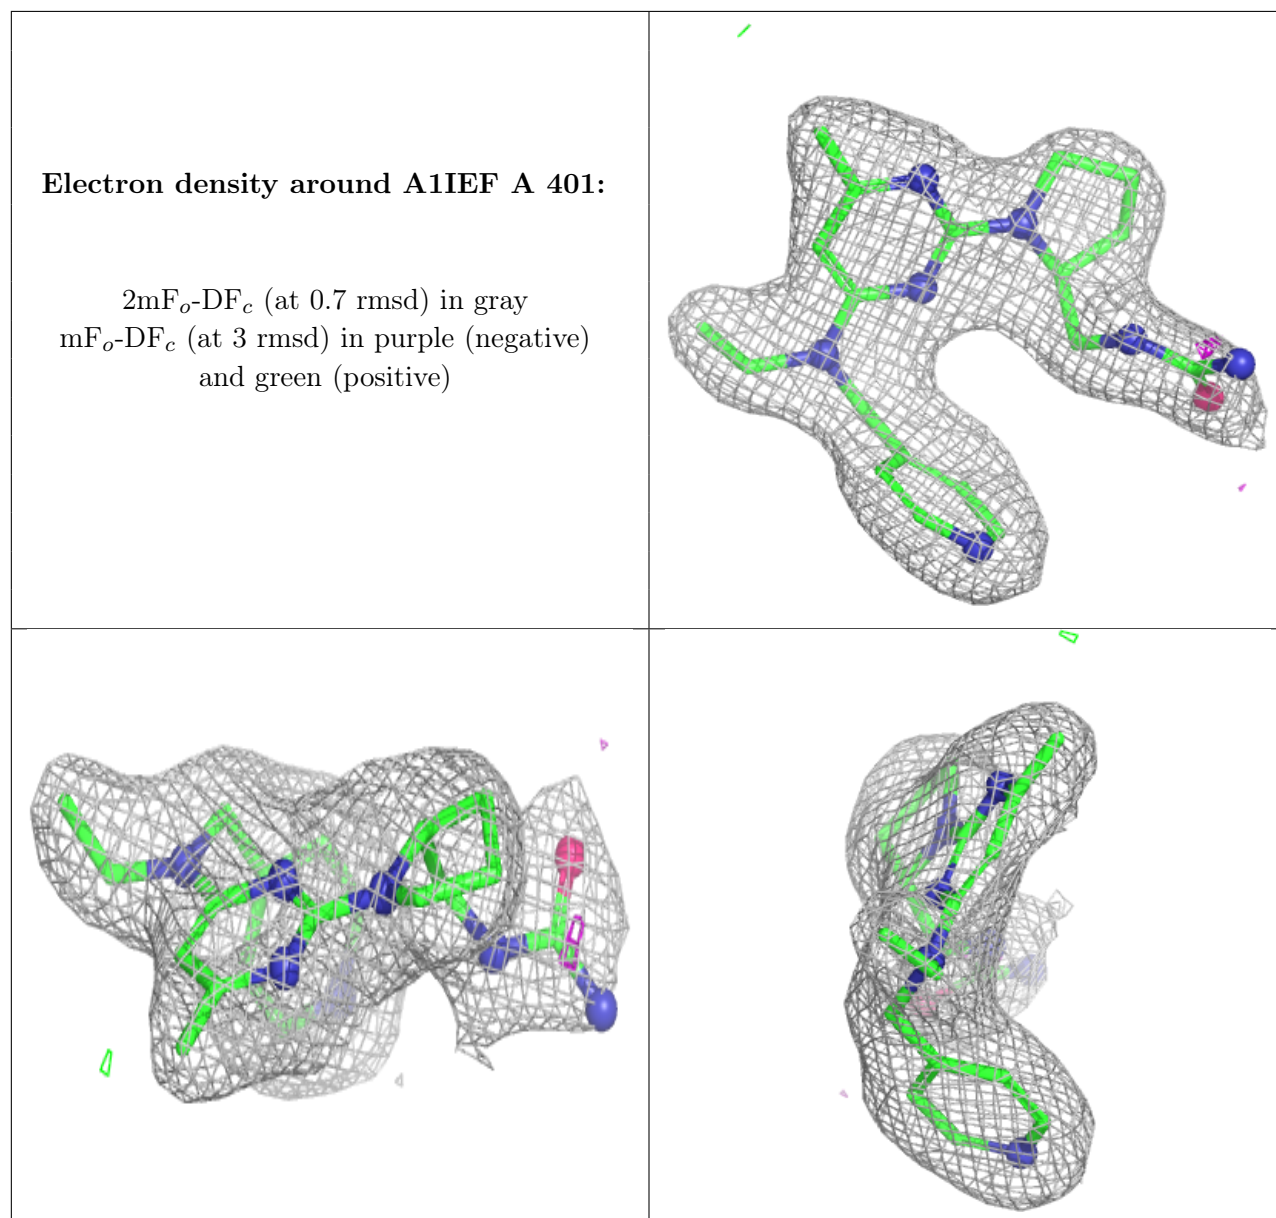 Electron density around A1IEF A 401:
2mFo-DFc (at 0.7 rmsd) in gray
mFo-DFc (at 3 rmsd) in purple (negative)
and green (positive)